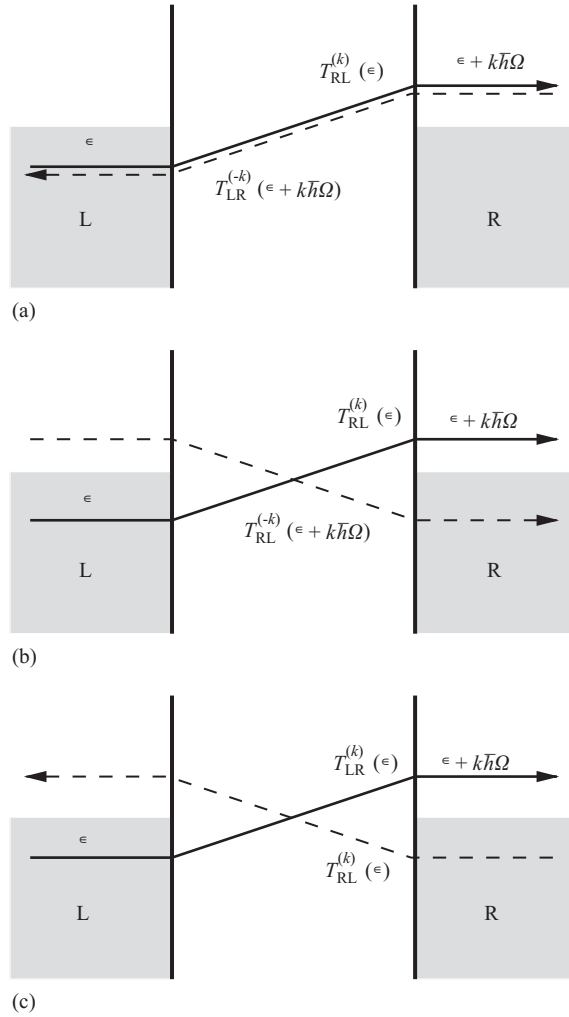 T_RL^(k) (ϵ)
ϵ + kħΩ
ϵ
T_LR^(-k) (ϵ + kħΩ)
L
R
(a)
T_RL^(k) (ϵ)
ϵ + kħΩ
ϵ
T_RL^(-k) (ϵ + kħΩ)
L
R
(b)
T_LR^(k) (ϵ)
ϵ + kħΩ
ϵ
T_RL^(k) (ϵ)
L
R
(c)